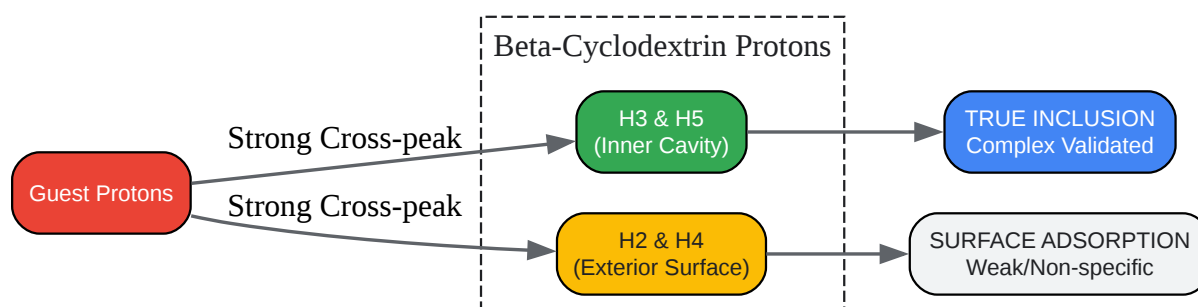 Beta-Cyclodextrin Protons
H3 & H5
(Inner Cavity)
TRUE INCLUSION
Complex Validated
Strong Cross-peak
Guest Protons
Strong Cross-peak
H2 & H4
(Exterior Surface)
SURFACE ADSORPTION
Weak/Non-specific